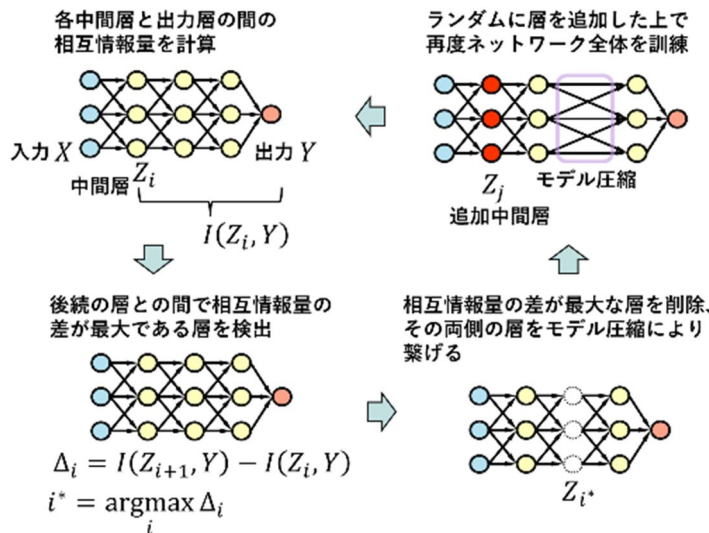 各中間層と出力層の間の
相互情報量を計算
入力 X
中間層 Z_i
出力 Y
I(Z_i, Y)
ランダムに層を追加した上で
再度ネットワーク全体を訓練
Z_j
モデル圧縮
追加中間層
後続の層との間で相互情報量の
差が最大である層を検出
Δ_i = I(Z_{i+1}, Y) − I(Z_i, Y)
i* = argmax Δ_i
i
相互情報量の差が最大な層を削除、
その両側の層をモデル圧縮により
繋げる
Z_{i*}